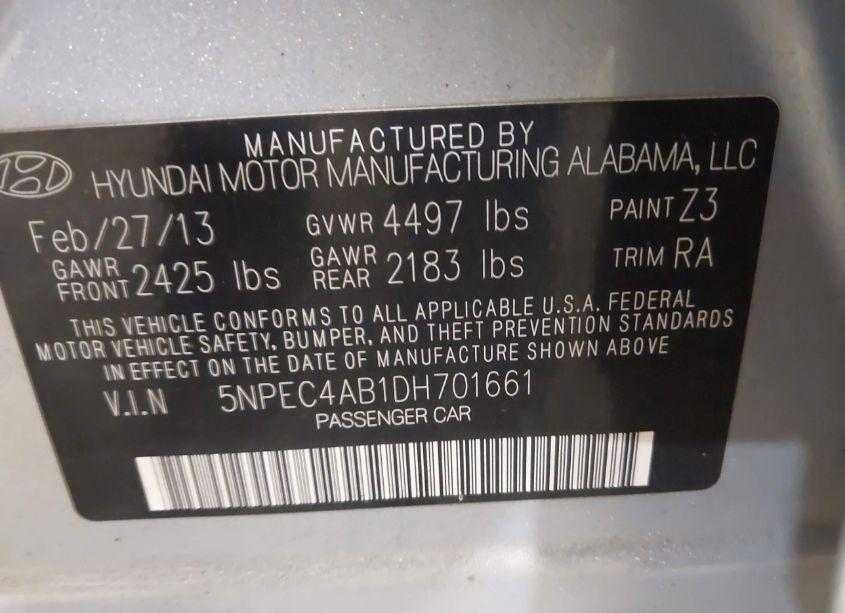 MANUFACTURED BY
HYUNDAI MOTOR MANUFACTURING ALABAMA, LLC
Feb/27/13 GVWR 4497 lbs PAINT Z3
GAWR FRONT 2425 lbs GAWR REAR 2183 lbs TRIM RA
THIS VEHICLE CONFORMS TO ALL APPLICABLE U.S.A. FEDERAL
MOTOR VEHICLE SAFETY, BUMPER, AND THEFT PREVENTION STANDARDS
IN EFFECT ON THE DATE OF MANUFACTURE SHOWN ABOVE
V.I.N 5NPEC4AB1DH701661
PASSENGER CAR